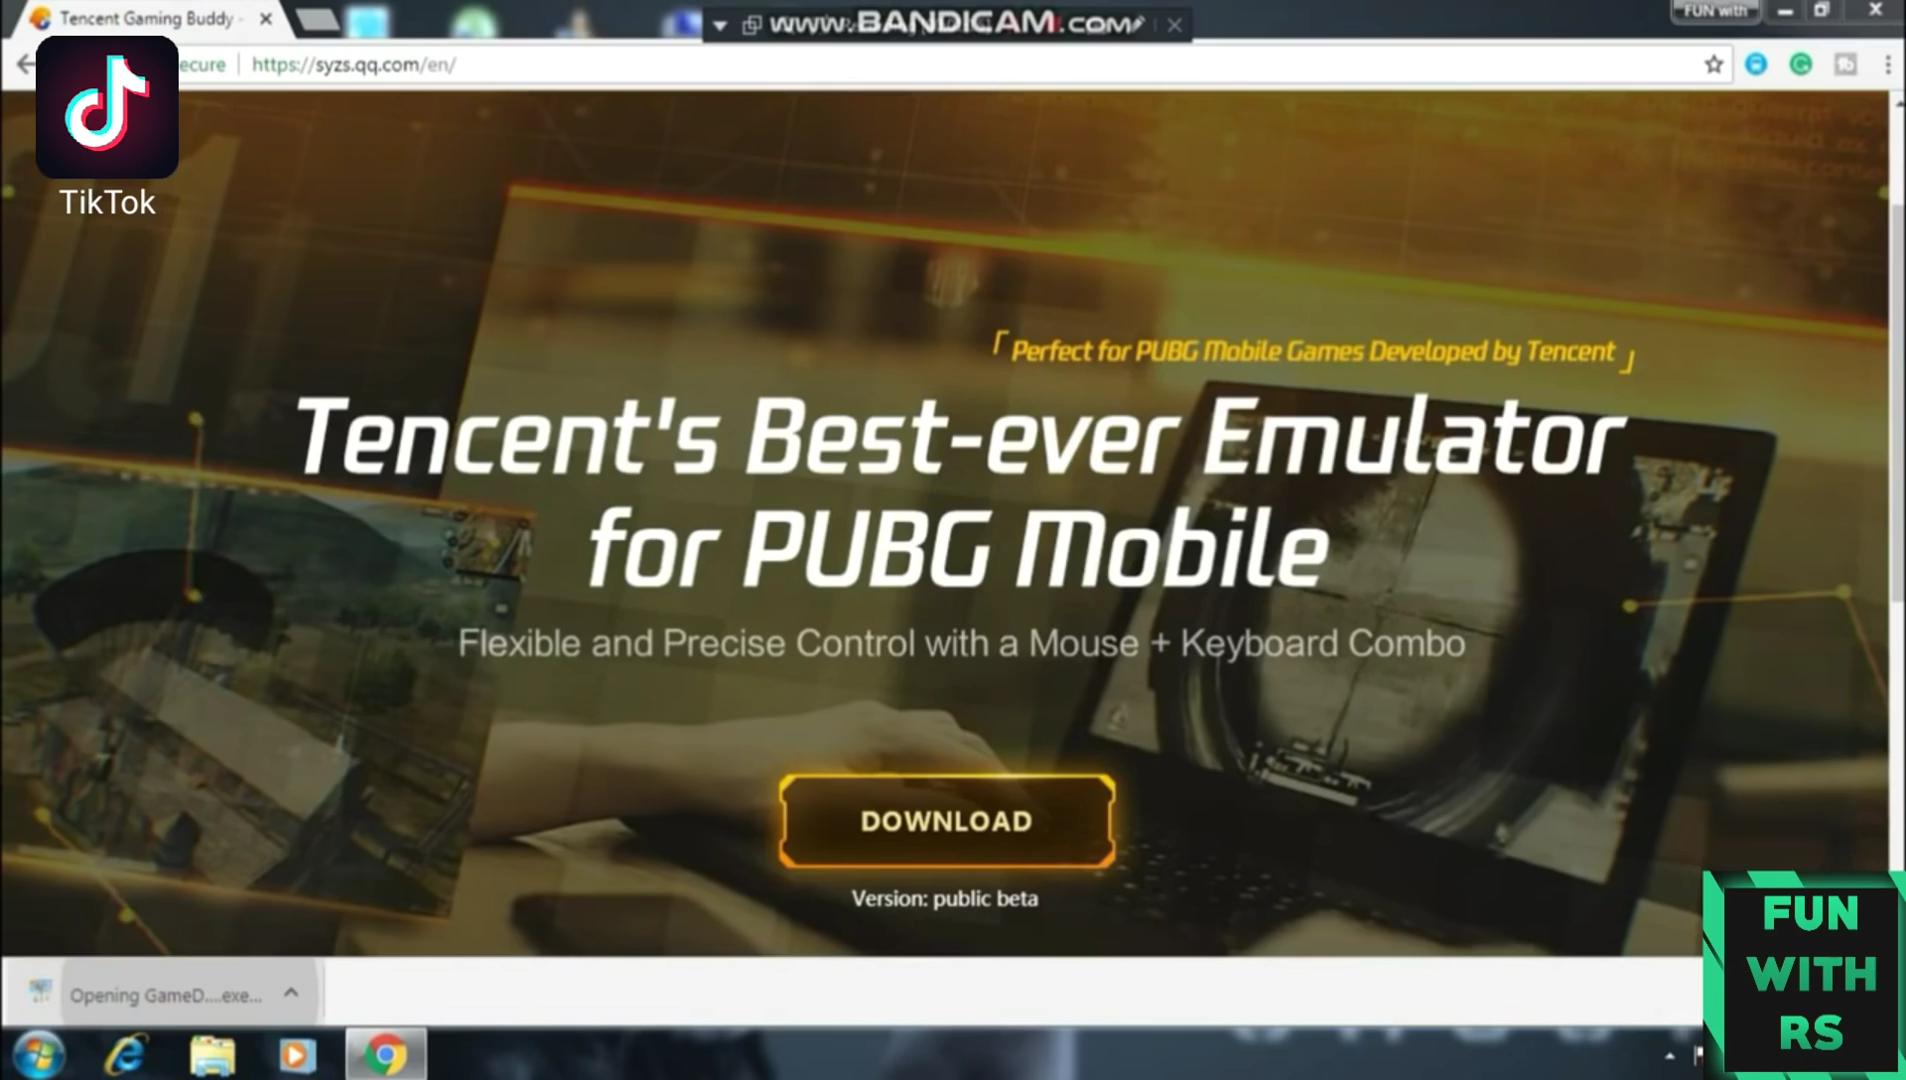 Tencent Gaming Buddy -
www.BANDICAM.com
FUN with
ecure
https://syzs.qq.com/en/
TikTok
「Perfect for PUBG Mobile Games Developed by Tencent」
Tencent's Best-ever Emulator
for PUBG Mobile
Flexible and Precise Control with a Mouse + Keyboard Combo
DOWNLOAD
Version: public beta
Opening GameD....exe...
FUN
WITH
RS